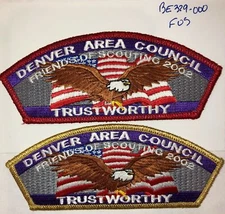 BE329-000
FOS
DENVER AREA COUNCIL
FRIENDS OF SCOUTING 2002
TRUSTWORTHY
DENVER AREA COUNCIL
FRIENDS OF SCOUTING 2002
TRUSTWORTHY